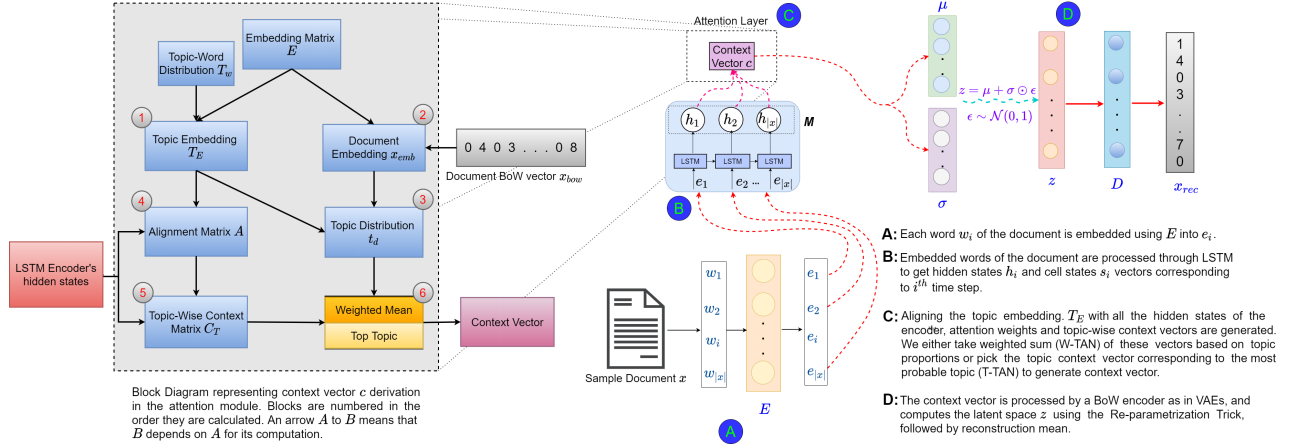 Topic-Word
Distribution T_w
Embedding Matrix
E
1
Topic Embedding
T_E
2
Document
Embedding x_emb
0 4 0 3 . . . 0 8
Document BoW vector x_bow
4
Alignment Matrix A
3
Topic Distribution
t_d
LSTM Encoder's
hidden states
5
Topic-Wise Context
Matrix C_T
6
Weighted Mean
Top Topic
Context Vector
Block Diagram representing context vector c derivation
in the attention module. Blocks are numbered in the
order they are calculated. An arrow A to B means that
B depends on A for its computation.
Attention Layer
C
Context
Vector c
h_1 h_2 h_|x|
M
LSTM LSTM LSTM
e_1 e_2 ... e_|x|
B
Sample Document x
w_1
w_2
w_i
w_|x|
E
e_1
e_2
e_i
e_|x|
A
μ
σ
z = μ + σ ⊙ ϵ
ϵ ∼ N(0, 1)
D
z
D
1
4
0
3
.
.
7
0
x_rec
A: Each word w_i of the document is embedded using E into e_i.
B: Embedded words of the document are processed through LSTM
to get hidden states h_i and cell states s_i vectors corresponding
to i^th time step.
C: Aligning the topic embedding. T_E with all the hidden states of the
encoder, attention weights and topic-wise context vectors are generated.
We either take weighted sum (W-TAN) of these vectors based on topic
proportions or pick the topic context vector corresponding to the most
probable topic (T-TAN) to generate context vector.
D: The context vector is processed by a BoW encoder as in VAEs, and
computes the latent space z using the Re-parametrization Trick,
followed by reconstruction mean.